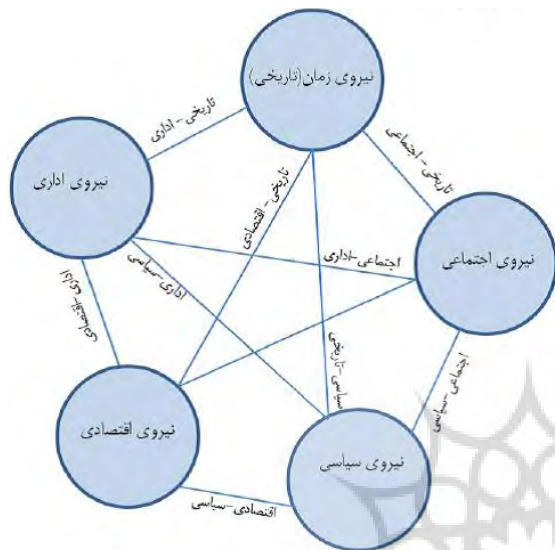 نیروی زمان(تاریخی)
تاریخی - اداری
تاریخی - اجتماعی
نیروی اداری
تاریخی - اقتصادی
نیروی اجتماعی
اجتماعی-اداری
اداری-سیاسی
اداری-اقتصادی
سیاسی-تاریخی
اجتماعی-سیاسی
نیروی اقتصادی
نیروی سیاسی
اقتصادی-سیاسی